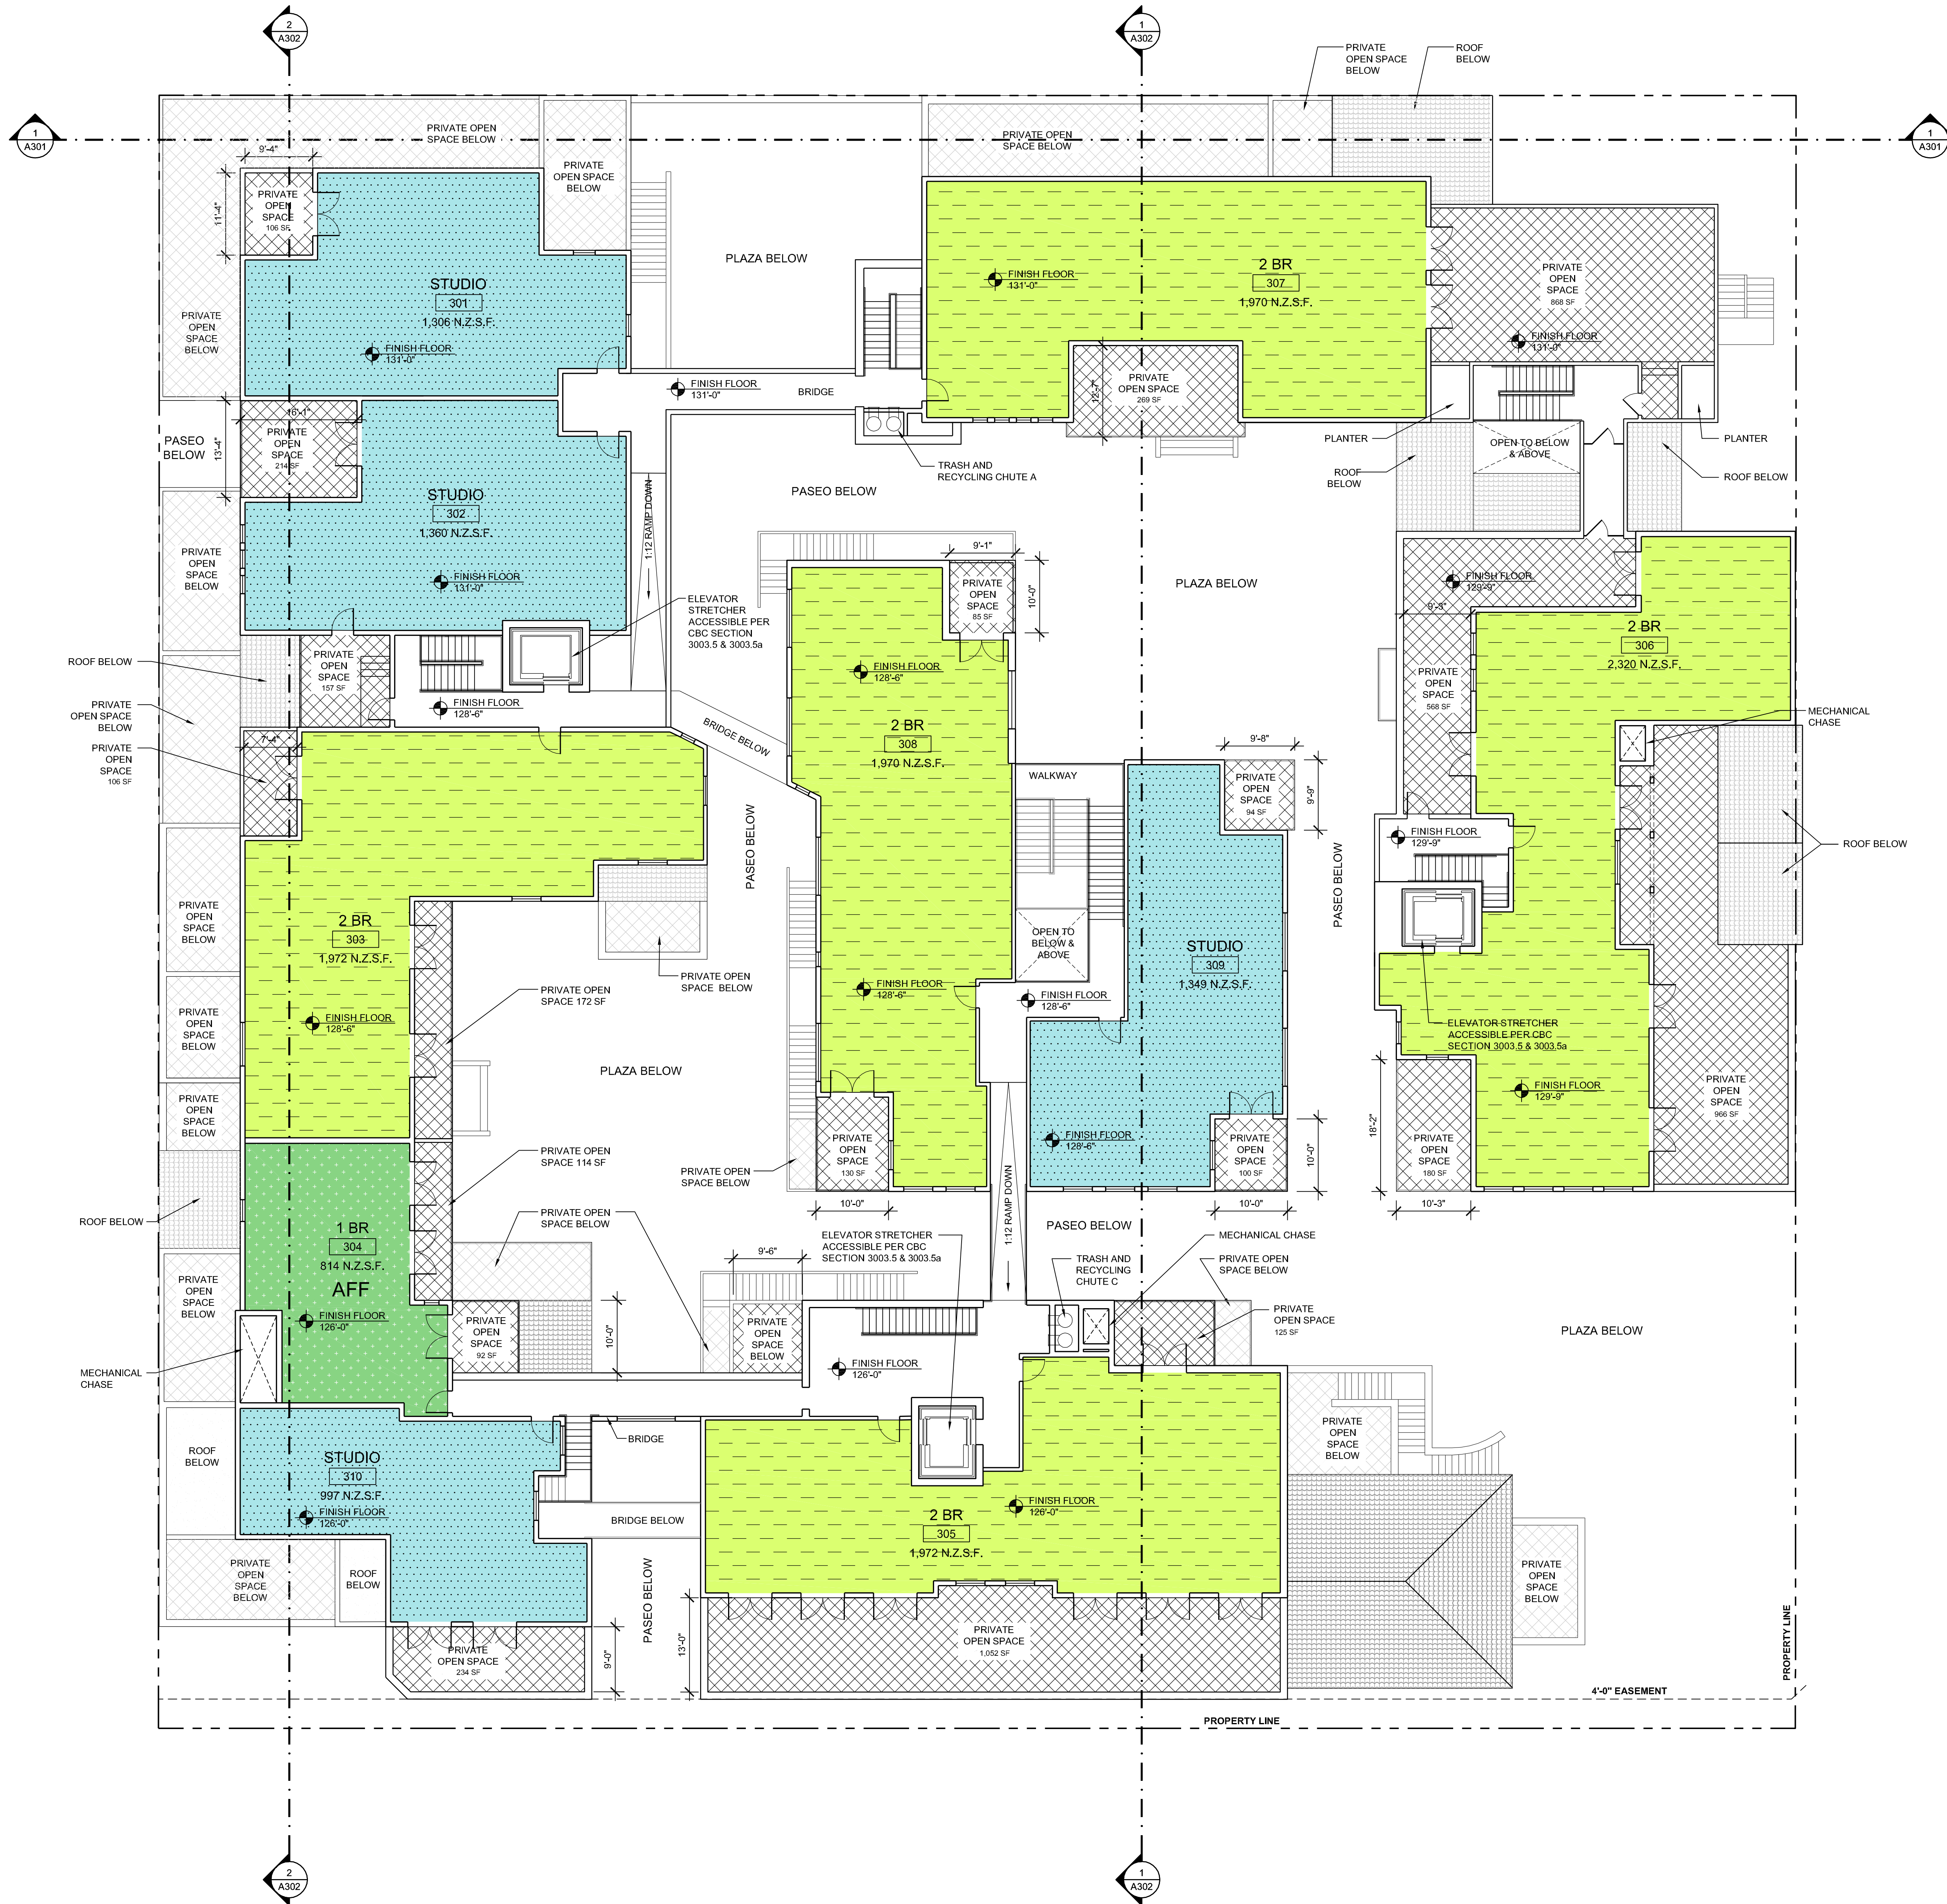 2
A302
1
A302
PRIVATE
OPEN SPACE
BELOW
ROOF
BELOW
1
A301
1
A301
PRIVATE OPEN
SPACE BELOW
9'-4"
PRIVATE
OPEN SPACE
BELOW
PRIVATE OPEN
SPACE BELOW
11'-4"
PRIVATE
OPEN
SPACE
106 SF
STUDIO
301
1,306 N.Z.S.F.
FINISH FLOOR
131'-0"
PRIVATE
OPEN
SPACE
BELOW
PLAZA BELOW
FINISH FLOOR
131'-0"
2 BR
307
1,970 N.Z.S.F.
PRIVATE
OPEN
SPACE
868 SF
FINISH FLOOR
131'-0"
FINISH FLOOR
131'-0"
BRIDGE
12'-7"
PRIVATE
OPEN SPACE
269 SF
PLANTER
OPEN TO BELOW
& ABOVE
PLANTER
ROOF
BELOW
ROOF BELOW
TRASH AND
RECYCLING CHUTE A
PASEO
BELOW
13'-4"
16'-1"
PRIVATE
OPEN
SPACE
214 SF
STUDIO
302
1,360 N.Z.S.F.
FINISH FLOOR
131'-0"
1:12 RAMP DOWN
PASEO BELOW
PRIVATE
OPEN
SPACE
BELOW
9'-1"
PRIVATE
OPEN
SPACE
85 SF
10'-0"
PLAZA BELOW
ELEVATOR
STRETCHER
ACCESSIBLE PER
CBC SECTION
3003.5 & 3003.5a
FINISH FLOOR
129'-9"
9'-3"
2 BR
306
2,320 N.Z.S.F.
PRIVATE
OPEN
SPACE
568 SF
ROOF BELOW
PRIVATE
OPEN
SPACE
157 SF
FINISH FLOOR
128'-6"
FINISH FLOOR
128'-6"
PRIVATE
OPEN SPACE
BELOW
PRIVATE
OPEN
SPACE
106 SF
7'-4"
BRIDGE BELOW
2 BR
308
1,970 N.Z.S.F.
MECHANICAL
CHASE
9'-8"
WALKWAY
PRIVATE
OPEN
SPACE
94 SF
9'-9"
PASEO BELOW
PASEO BELOW
FINISH FLOOR
129'-9"
ROOF BELOW
PRIVATE
OPEN
SPACE
BELOW
2 BR
303
1,972 N.Z.S.F.
FINISH FLOOR
128'-6"
PRIVATE OPEN
SPACE BELOW
PRIVATE OPEN
SPACE 172 SF
OPEN TO
BELOW &
ABOVE
STUDIO
309
1,349 N.Z.S.F.
FINISH FLOOR
128'-6"
FINISH FLOOR
128'-6"
PRIVATE
OPEN
SPACE
BELOW
ELEVATOR STRETCHER
ACCESSIBLE PER CBC
SECTION 3003.5 & 3003.5a
PLAZA BELOW
FINISH FLOOR
129'-9"
PRIVATE
OPEN
SPACE
BELOW
PRIVATE
OPEN
SPACE
966 SF
18'-2"
PRIVATE
OPEN
SPACE
180 SF
10'-3"
PRIVATE OPEN
SPACE 114 SF
PRIVATE OPEN
SPACE BELOW
PRIVATE
OPEN
SPACE
130 SF
10'-0"
FINISH FLOOR
128'-6"
PRIVATE
OPEN
SPACE
100 SF
10'-0"
10'-0"
1:12 RAMP DOWN
ROOF BELOW
1 BR
304
814 N.Z.S.F.
AFF
FINISH FLOOR
126'-0"
PRIVATE OPEN
SPACE BELOW
PASEO BELOW
ELEVATOR STRETCHER
ACCESSIBLE PER CBC
SECTION 3003.5 & 3003.5a
9'-6"
MECHANICAL CHASE
TRASH AND
RECYCLING
CHUTE C
PRIVATE OPEN
SPACE BELOW
PRIVATE
OPEN SPACE
125 SF
PLAZA BELOW
PRIVATE
OPEN
SPACE
BELOW
PRIVATE
OPEN
SPACE
92 SF
10'-0"
PRIVATE
OPEN
SPACE
BELOW
FINISH FLOOR
126'-0"
MECHANICAL
CHASE
ROOF
BELOW
STUDIO
310
997 N.Z.S.F.
FINISH FLOOR
126'-0"
BRIDGE
BRIDGE BELOW
2 BR
305
1,972 N.Z.S.F.
FINISH FLOOR
126'-0"
PRIVATE
OPEN
SPACE
BELOW
PRIVATE
OPEN
SPACE
BELOW
ROOF
BELOW
PASEO BELOW
PRIVATE
OPEN
SPACE
BELOW
PRIVATE
OPEN SPACE
234 SF
9'-0"
13'-0"
PRIVATE
OPEN SPACE
1,052 SF
PROPERTY LINE
4'-0" EASEMENT
PROPERTY LINE
2
A302
1
A302